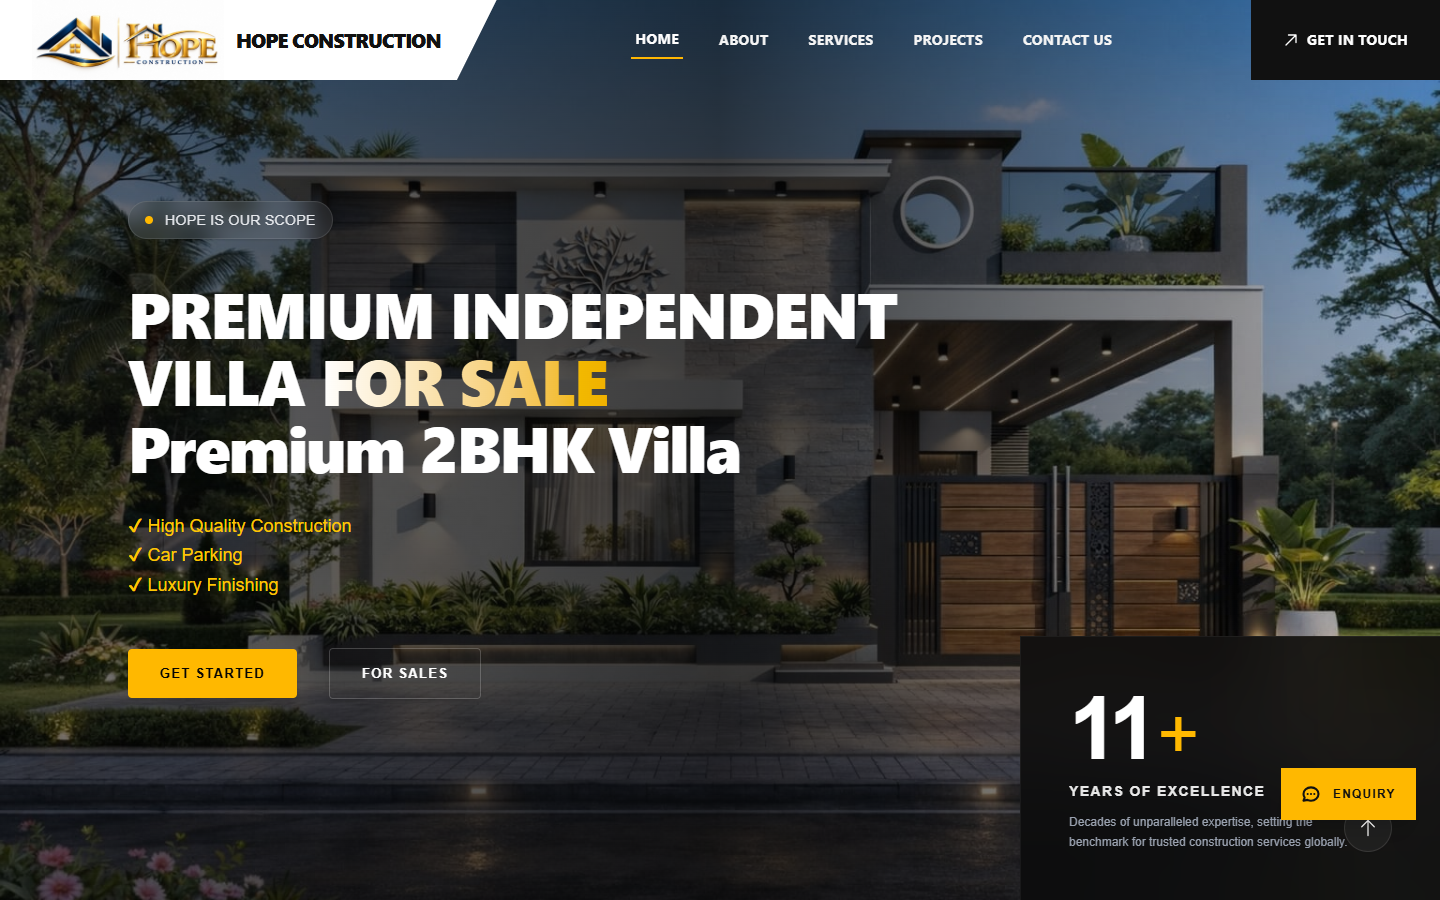 HOPE
CONSTRUCTION
HOPE CONSTRUCTION
HOME
ABOUT
SERVICES
PROJECTS
CONTACT US
GET IN TOUCH
HOPE IS OUR SCOPE
PREMIUM INDEPENDENT
VILLA FOR SALE
Premium 2BHK Villa
✓ High Quality Construction
✓ Car Parking
✓ Luxury Finishing
GET STARTED
FOR SALES
11+
YEARS OF EXCELLENCE
Decades of unparalleled expertise, setting the
benchmark for trusted construction services globally.
ENQUIRY